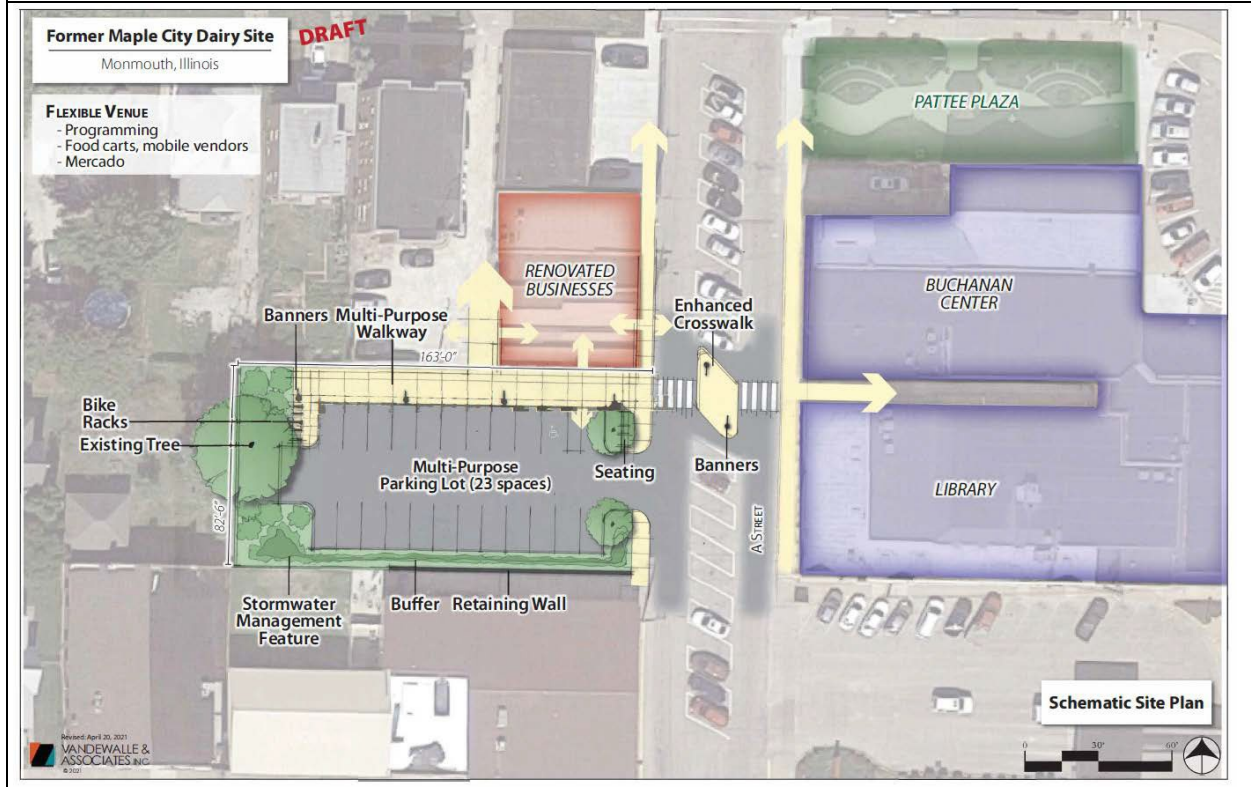 Former Maple City Dairy Site
Monmouth, Illinois
DRAFT
FLEXIBLE VENUE
- Programming
- Food carts, mobile vendors
- Mercado
PATTEE PLAZA
RENOVATED
BUSINESSES
BUCHANAN
CENTER
Enhanced
Crosswalk
Banners
Multi-Purpose
Walkway
163'-0"
Bike
Racks
Existing Tree
Multi-Purpose
Parking Lot (23 spaces)
Seating
Banners
LIBRARY
82'-6"
A STREET
Stormwater
Management
Feature
Buffer
Retaining Wall
Schematic Site Plan
Revised: April 20, 2021
VANDEWALLE &
ASSOCIATES INC.
© 2021
0 30' 60'